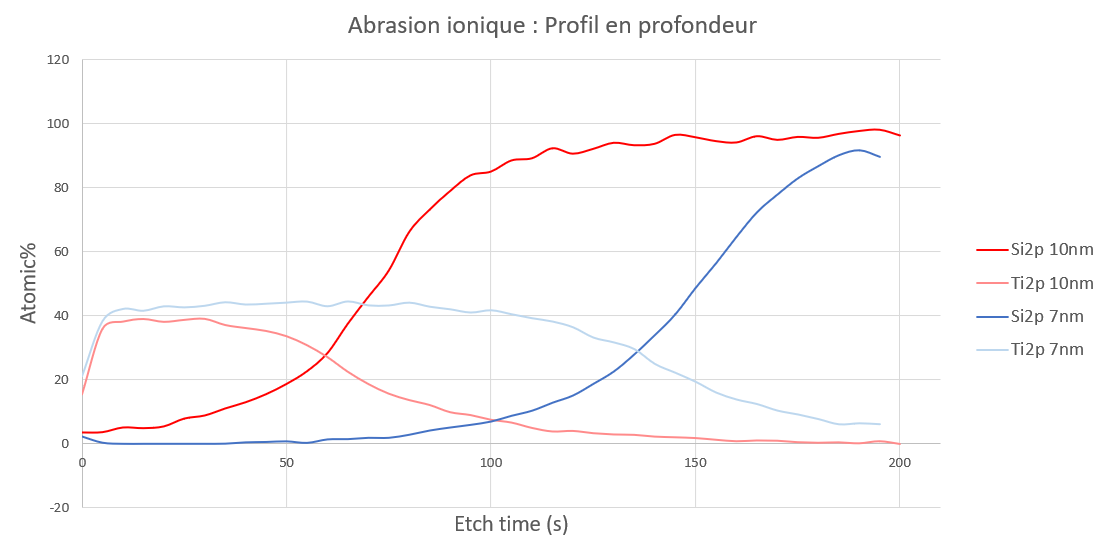 Abrasion ionique : Profil en profondeur
120
100
80
60
40
20
0
-20
0 50 100 150 200
Atomic%
Etch time (s)
Si2p 10nm
Ti2p 10nm
Si2p 7nm
Ti2p 7nm